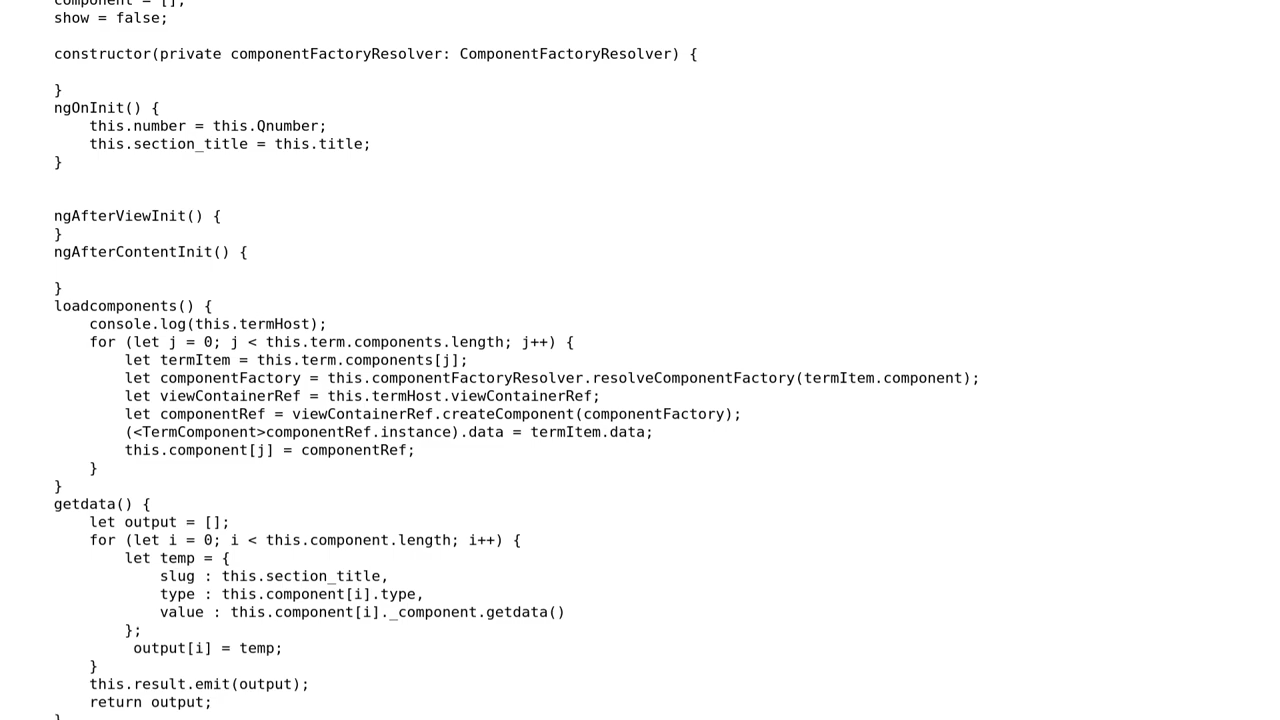 component = [];
show = false;
constructor(private componentFactoryResolver: ComponentFactoryResolver) {
}
ngOnInit() {
this.number = this.Qnumber;
this.section_title = this.title;
}
ngAfterViewInit() {
}
ngAfterContentInit() {
}
loadcomponents() {
console.log(this.termHost);
for (let j = 0; j < this.term.components.length; j++) {
let termItem = this.term.components[j];
let componentFactory = this.componentFactoryResolver.resolveComponentFactory(termItem.component);
let viewContainerRef = this.termHost.viewContainerRef;
let componentRef = viewContainerRef.createComponent(componentFactory);
(<TermComponent>componentRef.instance).data = termItem.data;
this.component[j] = componentRef;
}
}
getdata() {
let output = [];
for (let i = 0; i < this.component.length; i++) {
let temp = {
slug : this.section_title,
type : this.component[i].type,
value : this.component[i]._component.getdata()
};
output[i] = temp;
}
this.result.emit(output);
return output;
}